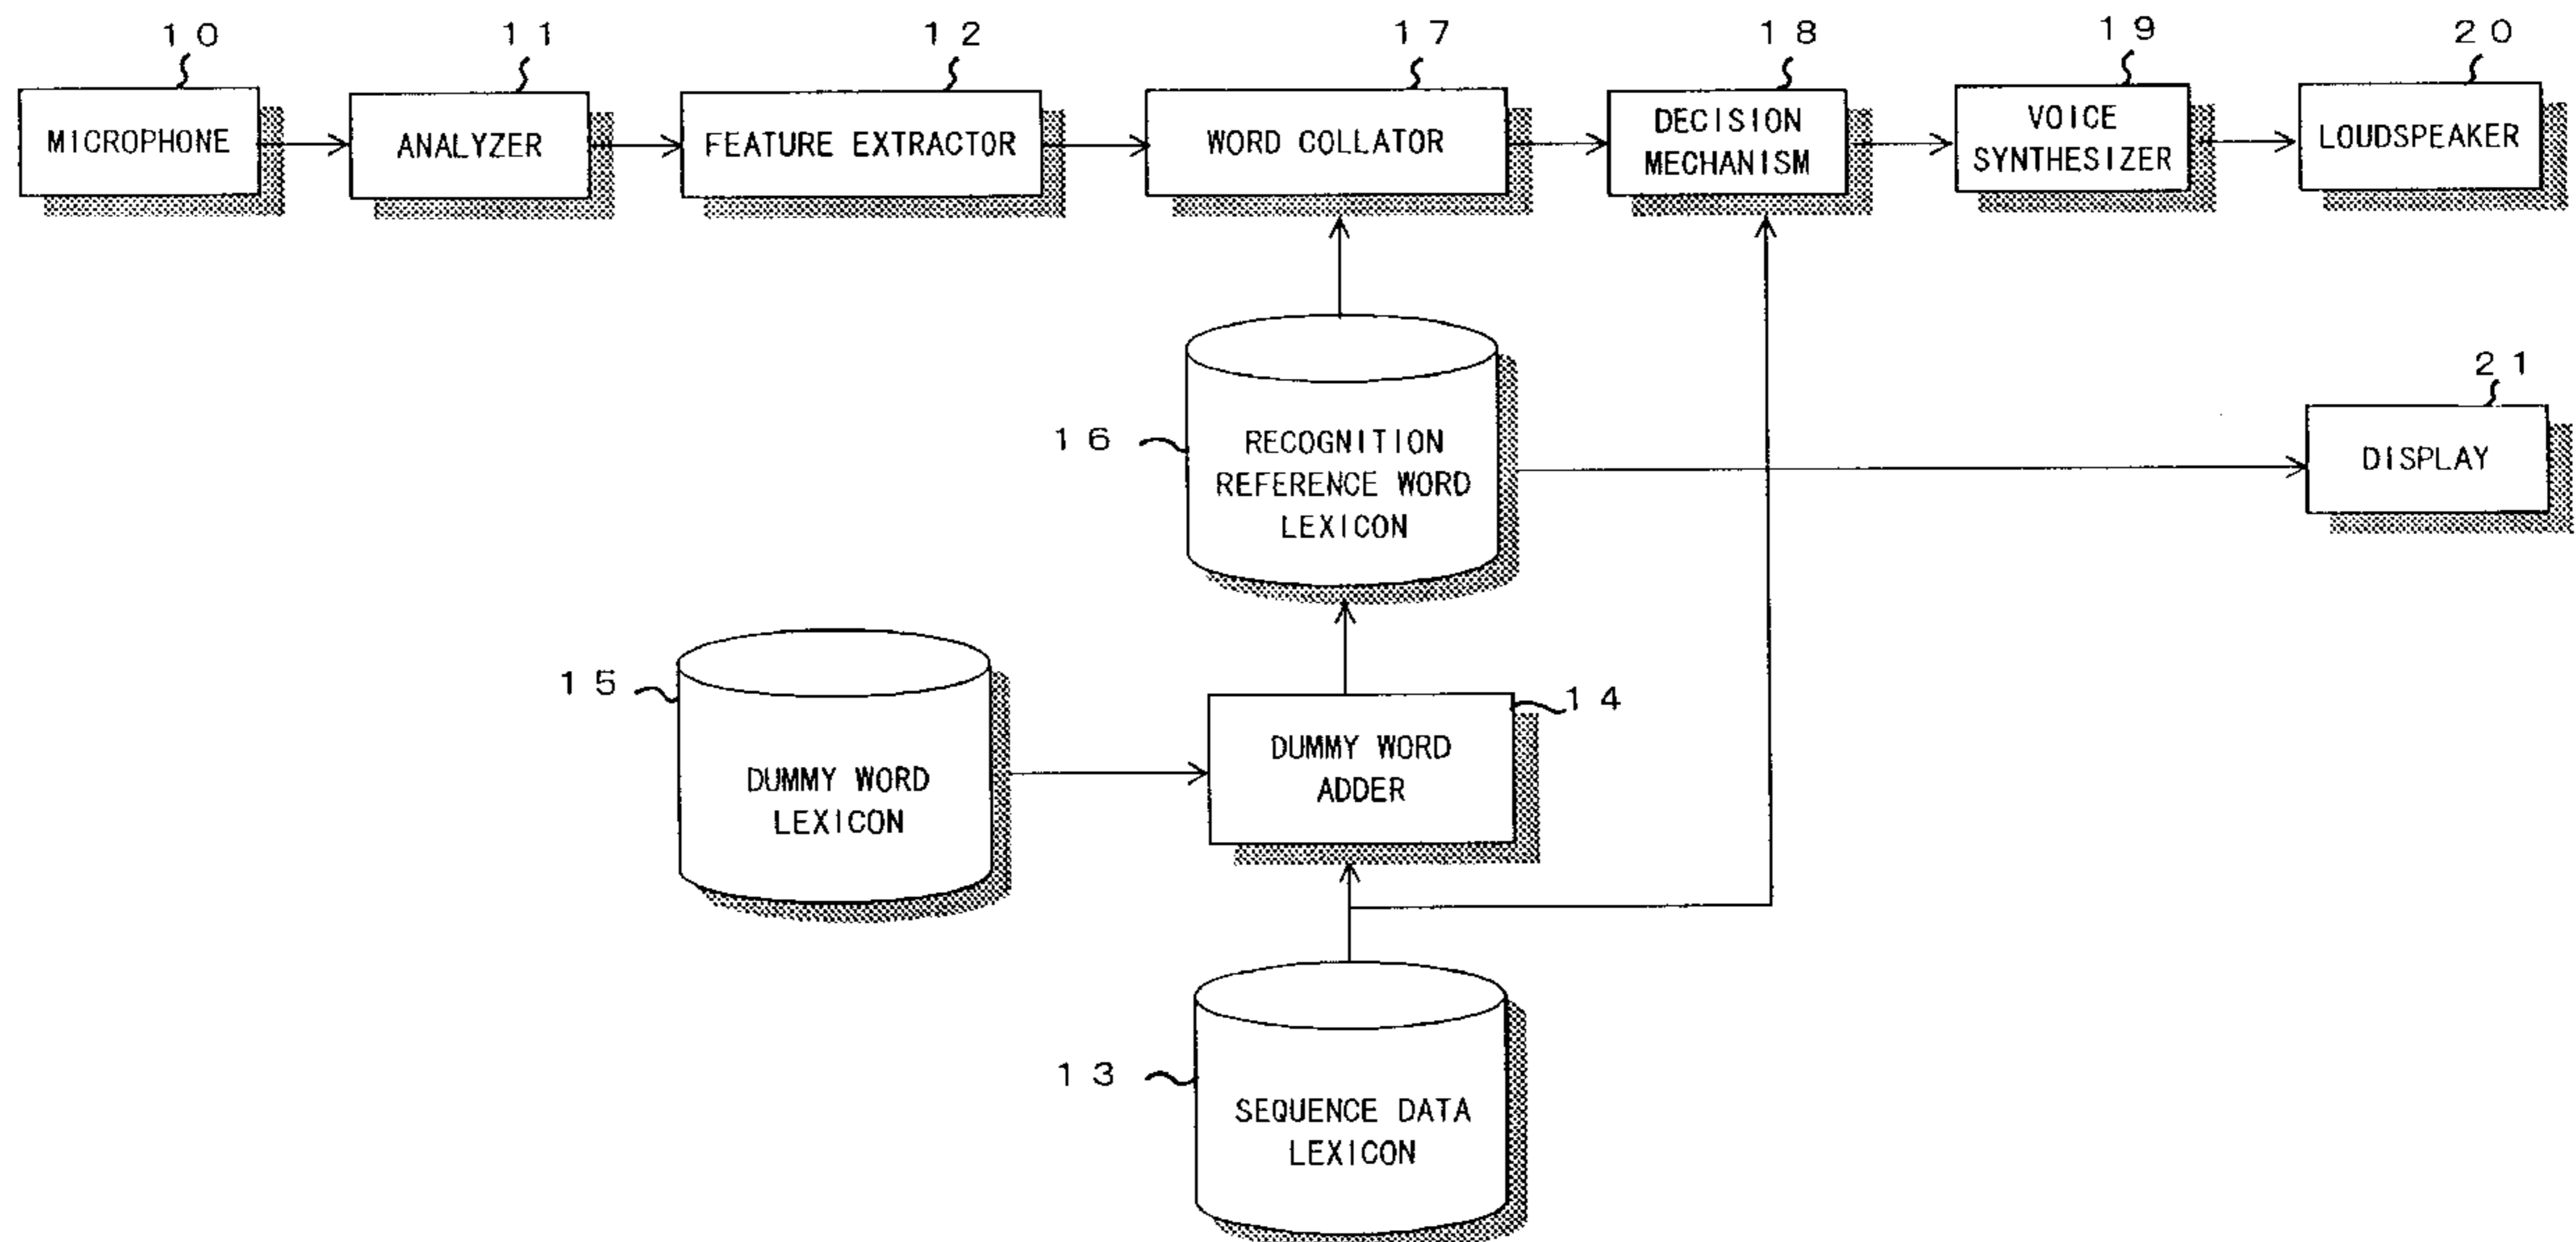 10
11
12
17
18
19
20
MICROPHONE
ANALYZER
FEATURE EXTRACTOR
WORD COLLATOR
DECISION
MECHANISM
VOICE
SYNTHESIZER
LOUDSPEAKER
16
RECOGNITION
REFERENCE WORD
LEXICON
21
DISPLAY
15
DUMMY WORD
LEXICON
14
DUMMY WORD
ADDER
13
SEQUENCE DATA
LEXICON